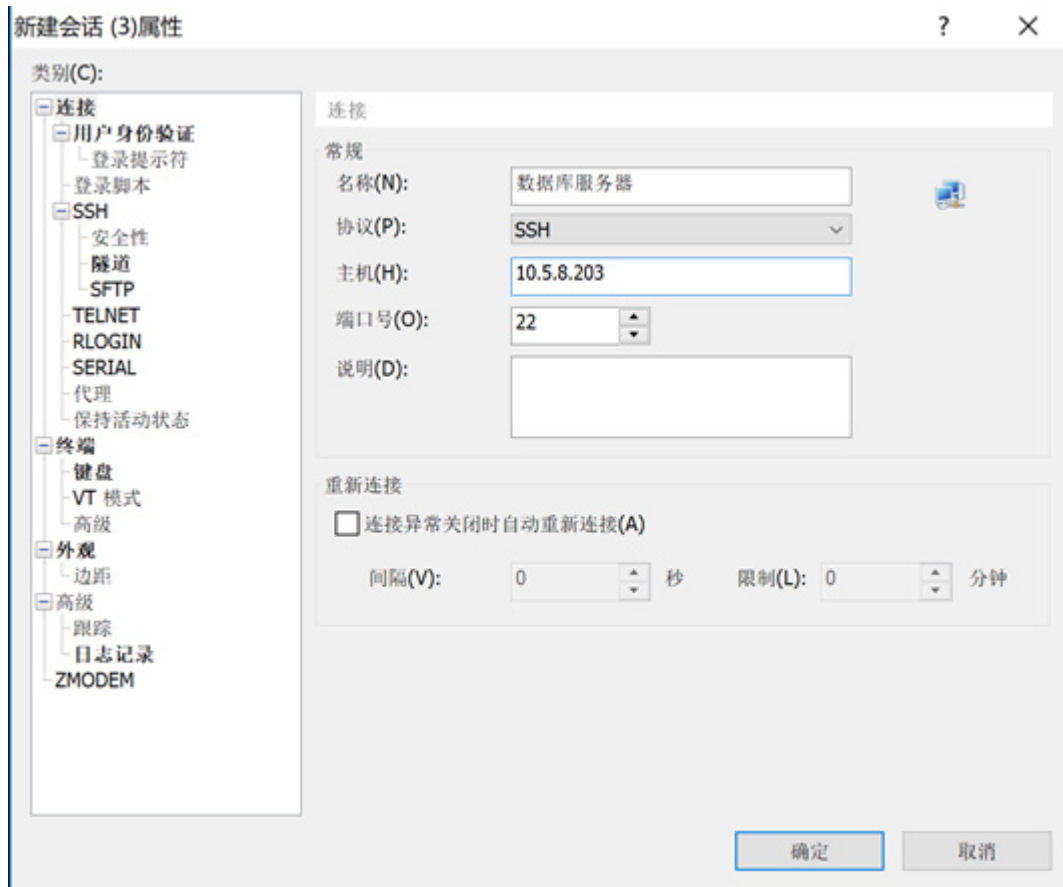 新建会话 (3)属性
?
类别(C):
连接
用户身份验证
登录提示符
登录脚本
SSH
安全性
隧道
SFTP
TELNET
RLOGIN
SERIAL
代理
保持活动状态
终端
键盘
VT 模式
高级
外观
边距
高级
跟踪
日志记录
ZMODEM
连接
常规
名称(N): 数据库服务器
协议(P): SSH
主机(H): 10.5.8.203
端口号(O): 22
说明(D):
重新连接
连接异常关闭时自动重新连接(A)
间隔(V): 0 秒 限制(L): 0 分钟
确定 取消